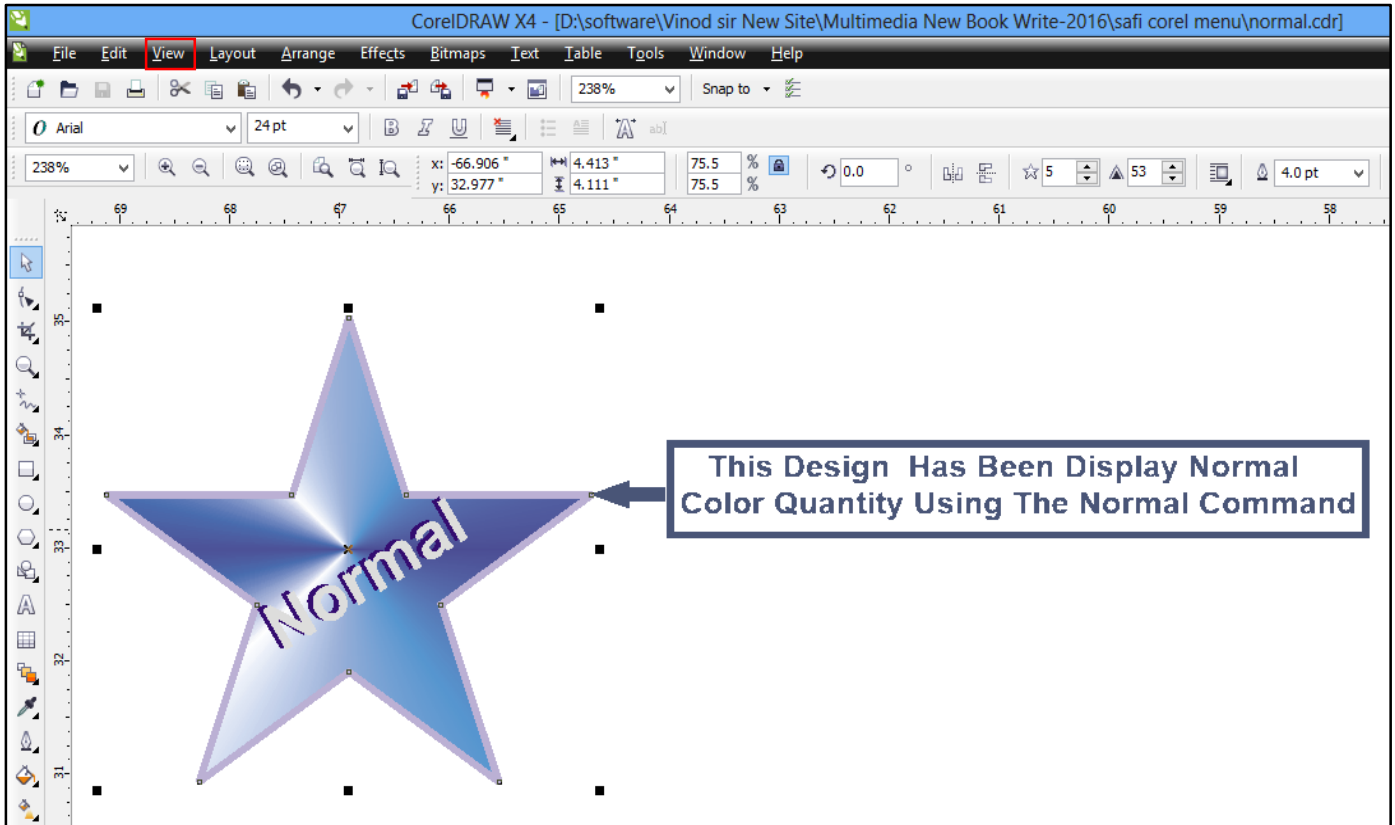 CorelDRAW X4 - [D:\software\Vinod sir New Site\Multimedia New Book Write-2016\safi corel menu\normal.cdr]
File Edit View Layout Arrange Effects Bitmaps Text Table Tools Window Help
238% Snap to
O Arial 24 pt B I U A abI
238% x: -66.906 " 4.413 " 75.5 % 0.0 ° 5 53 4.0 pt
y: 32.977 " 4.111 " 75.5 %
69 68 67 66 65 64 63 62 61 60 59 58
35
34
This Design Has Been Display Normal
Color Quantity Using The Normal Command
33
Normal
32
31